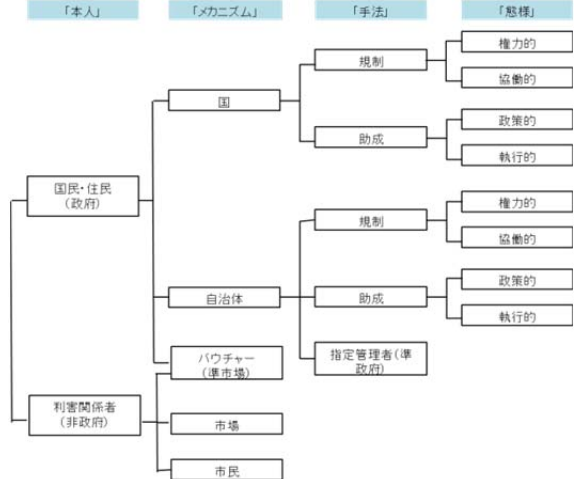 「本人」
「メカニズム」
「手法」
「態様」
国民・住民
(政府)
利害関係者
(非政府)
国
自治体
バウチャー
(準市場)
市場
市民
規制
助成
規制
助成
指定管理者(準
政府)
権力的
協働的
政策的
執行的
権力的
協働的
政策的
執行的